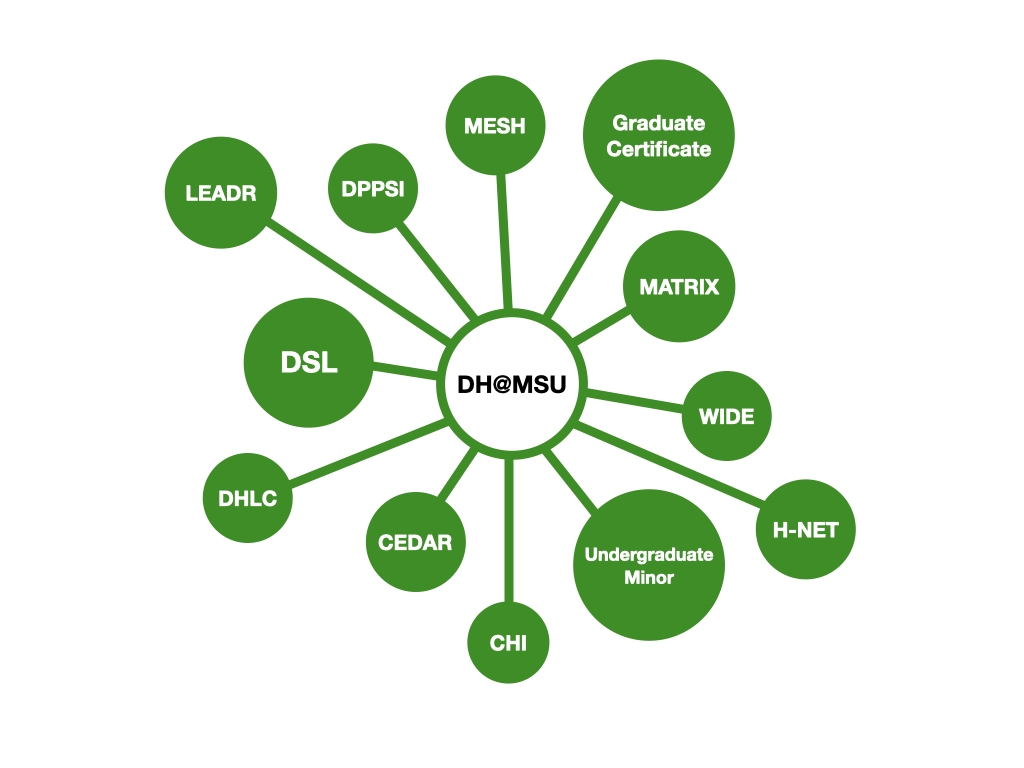 MESH
Graduate
Certificate
LEADR
DPPSI
MATRIX
DSL
DH@MSU
WIDE
DHLC
CEDAR
H-NET
Undergraduate
Minor
CHI